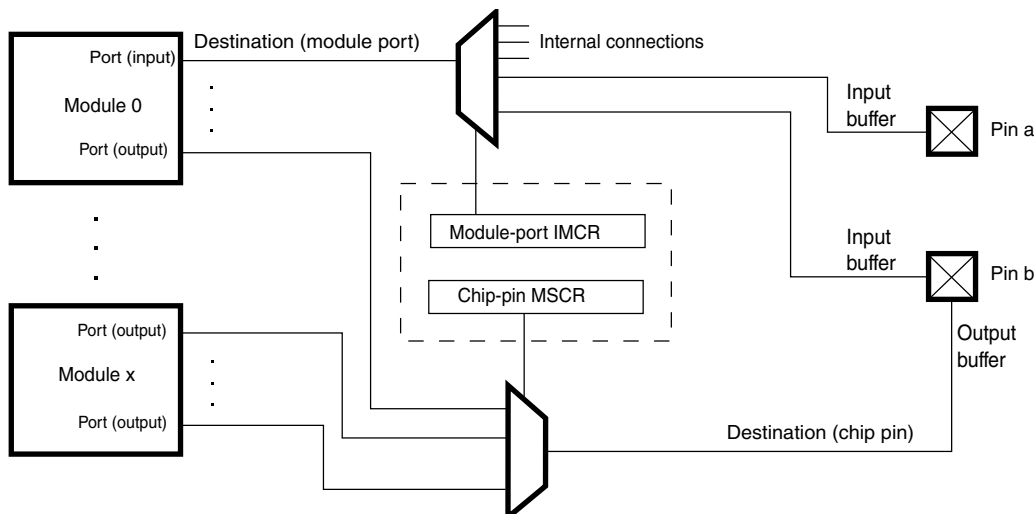 Destination (module port)
Internal connections
Port (input)
Module 0
Port (output)
Input
buffer
Pin a
Module-port IMCR
Input
buffer
Pin b
Chip-pin MSCR
Port (output)
Module x
Port (output)
Output
buffer
Destination (chip pin)